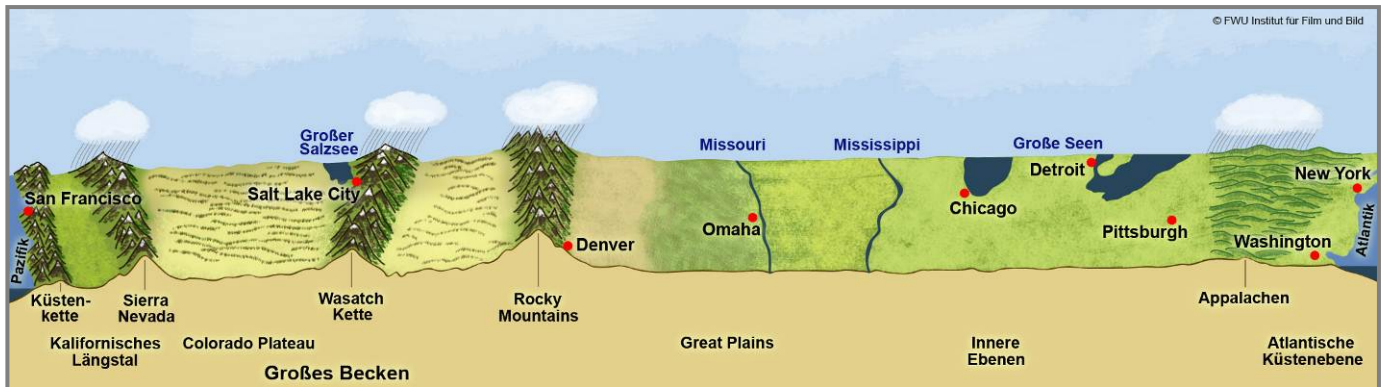 © FWU Institut für Film und Bild
Großer
Salzsee
Missouri
Mississippi
Große Seen
Detroit
New York
San Francisco
Salt Lake City
Chicago
Omaha
Pittsburgh
Denver
Washington
Pazifik
Atlantik
Küsten-
kette
Sierra
Nevada
Wasatch
Kette
Rocky
Mountains
Appalachen
Kalifornisches
Längstal
Colorado Plateau
Great Plains
Innere
Ebenen
Atlantische
Küstenebene
Großes Becken